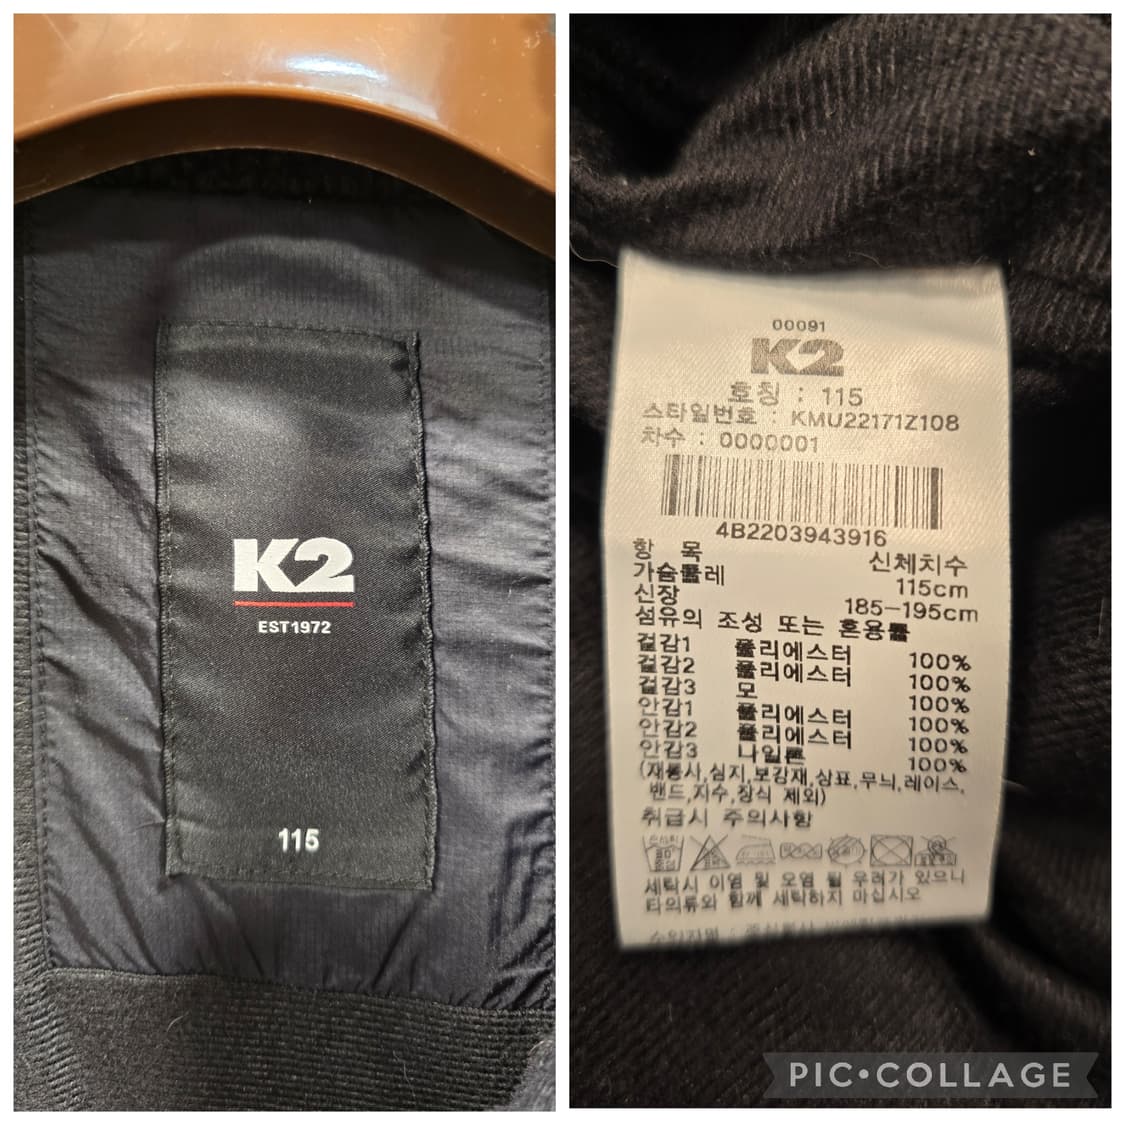 K2
EST1972
115
00091
K2
호칭 : 115
스타일번호 : KMU22171Z108
차수 : 0000001
4B2203943916
항 목 신체치수
가슴둘레 115cm
신장 185-195cm
섬유의 조성 또는 혼용률
겉감1 폴리에스터 100%
겉감2 폴리에스터 100%
겉감3 모 100%
안감1 폴리에스터 100%
안감2 폴리에스터 100%
안감3 나일론 100%
(재봉사,심지,보강재,상표,무늬,레이스,
밴드,자수,장식 제외)
취급시 주의사항
세탁시 이염 및 오염 될 우려가 있으니
타의류와 함께 세탁하지 마십시오
PIC•COLLAGE